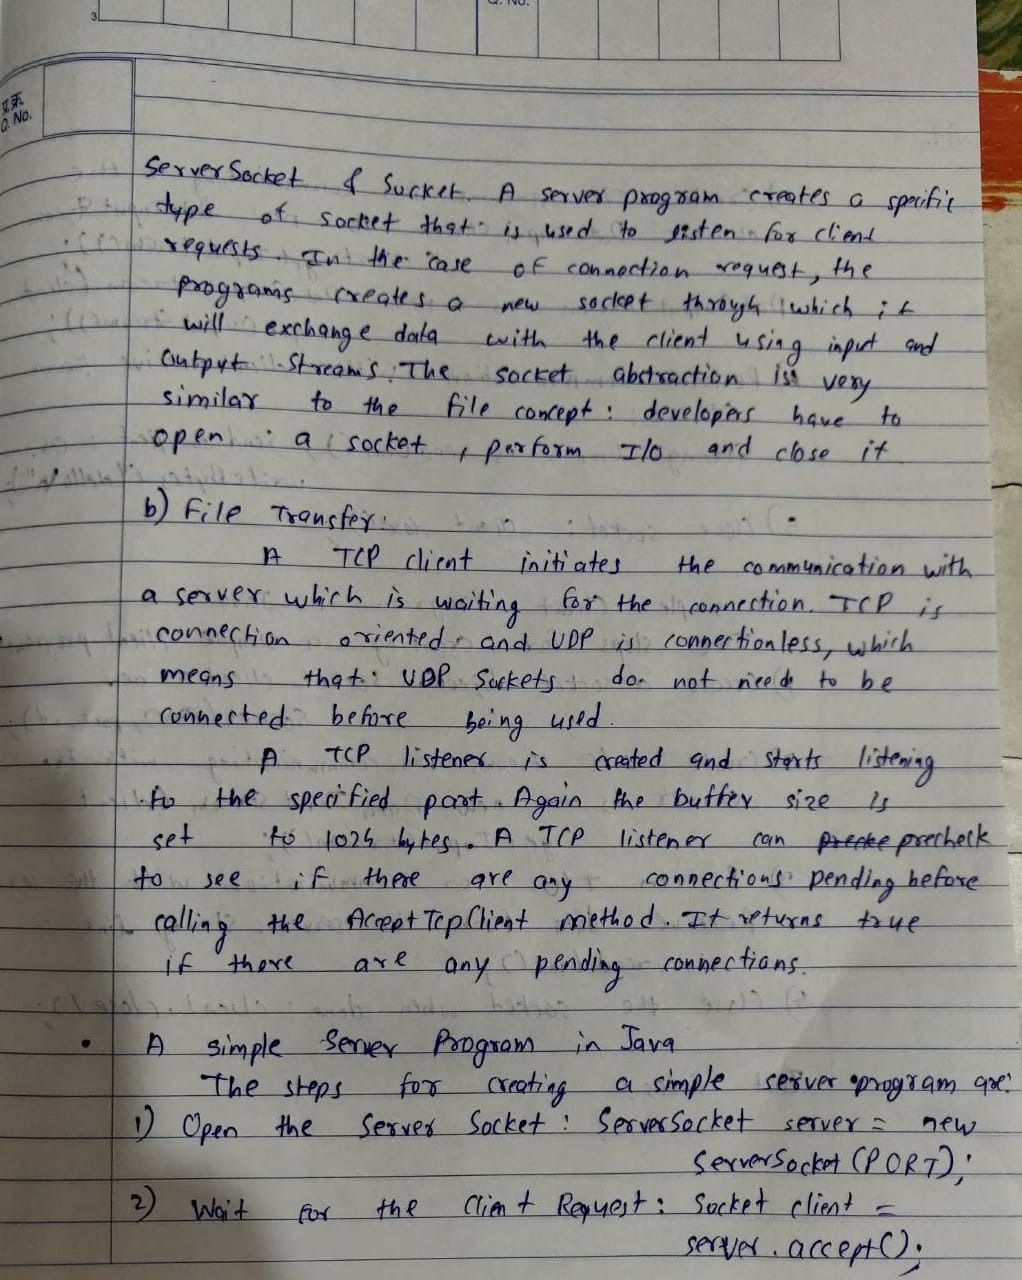 Q. No.
3.
Q. No.
ServerSocket & Socket. A server program creates a specific
type of socket that is used to listen for client
requests. In the case of connection request, the
programs creates a new socket through which it
will exchange data with the client using input and
output streams. The socket abstraction is very
similar to the file concept : developers have to
open a socket, perform I/O and close it
b) File Transfer:
A TCP client initiates the communication with
a server which is waiting for the connection. TCP is
connection oriented and UDP is connectionless, which
means that UDP Sockets do not need to be
connected before being used.
A TCP listener is created and starts listening
to the specified port. Again the buffer size is
set to 1024 bytes. A TCP listener can precheck
to see if there are any connections pending before
calling the AcceptTcpClient method. It returns true
if there are any pending connections.
• A simple Server Program in Java
The steps for creating a simple server program are:
1) Open the Server Socket : ServerSocket server = new
ServerSocket (PORT);
2) Wait for the Client Request : Socket client =
server.accept();